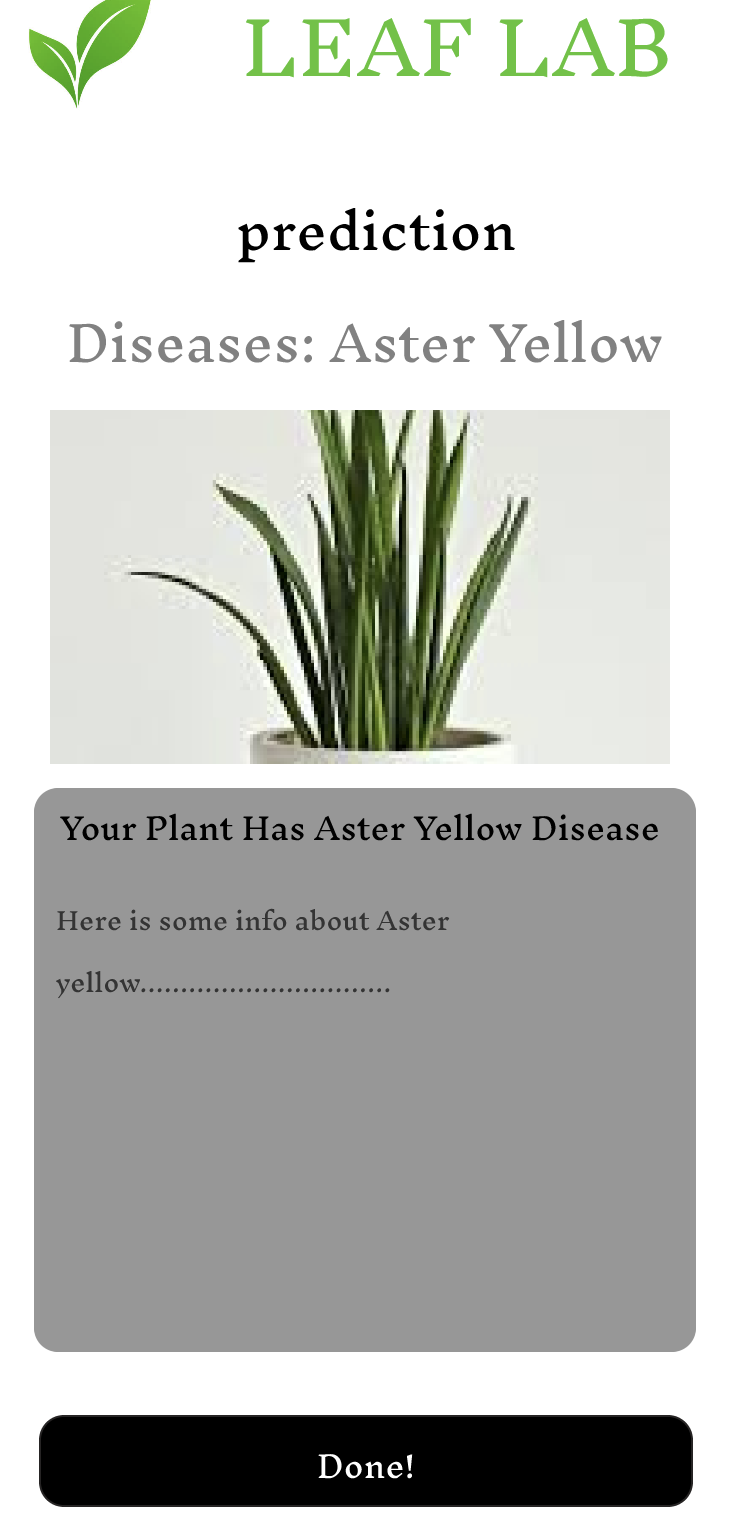 LEAF LAB
prediction
Diseases: Aster Yellow
Your Plant Has Aster Yellow Disease
Here is some info about Aster
yellow...............................
Done!